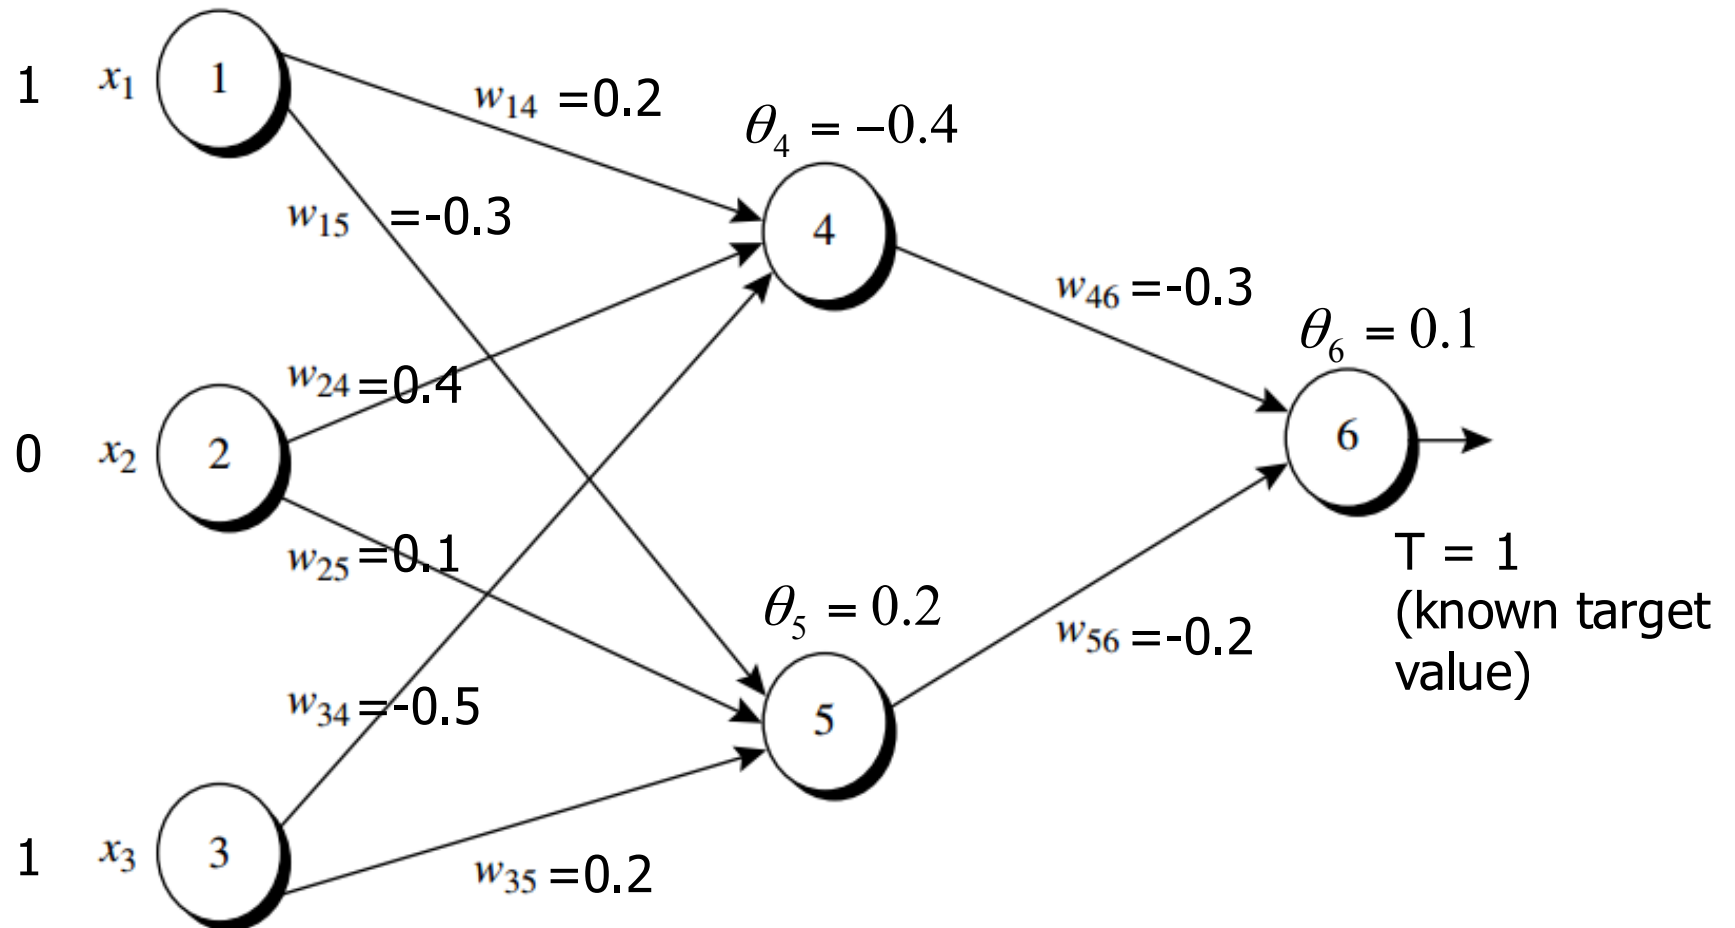 1 x₁ 1
w₁₄ =0.2
θ₄ = −0.4
w₁₅ =-0.3
4
w₄₆ =-0.3
θ₆ = 0.1
w₂₄ =0.4
0 x₂ 2
6
w₂₅ =0.1
T = 1
(known target
value)
θ₅ = 0.2
w₅₆ =-0.2
w₃₄ =-0.5
5
1 x₃ 3
w₃₅ =0.2